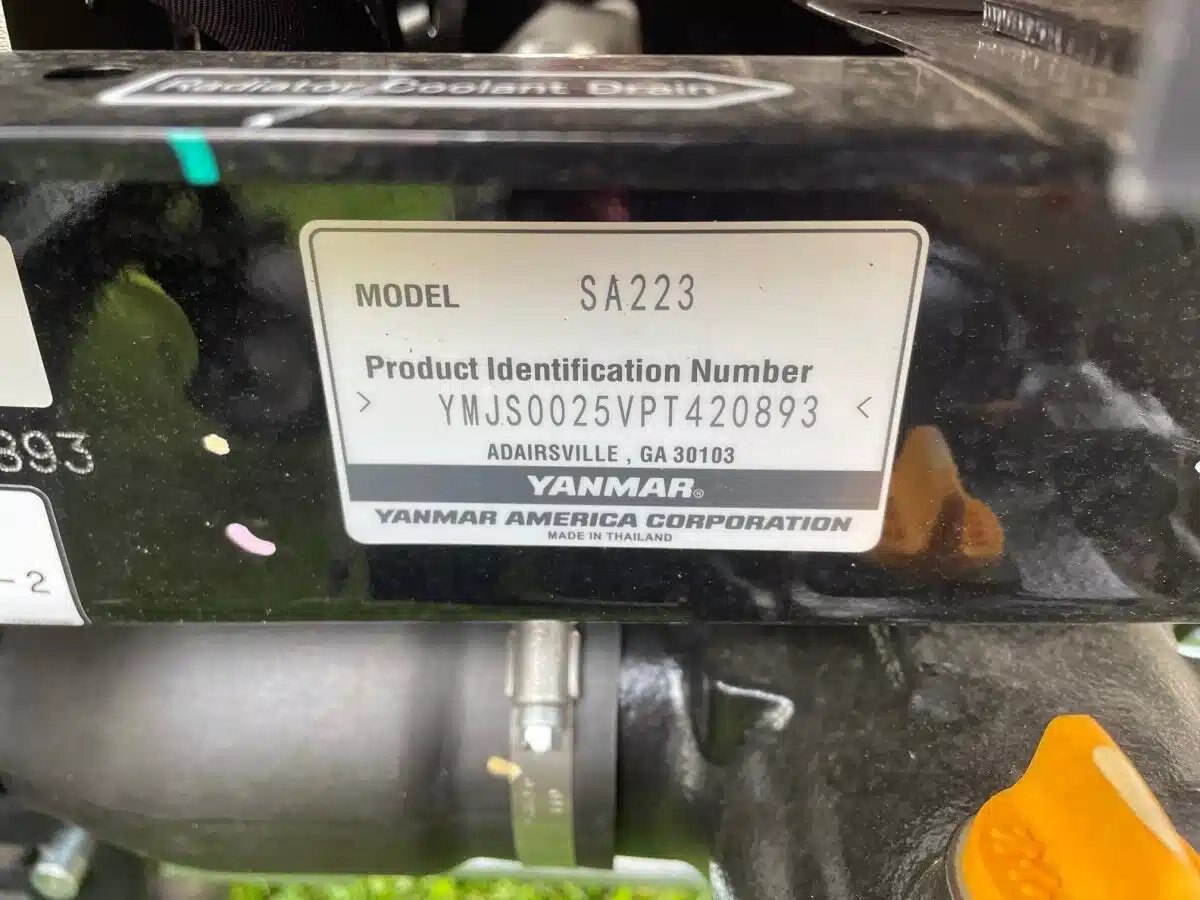 Radiator Coolant Drain
MODEL SA223
Product Identification Number
> YMJS0025VPT420893 <
ADAIRSVILLE , GA 30103
YANMAR®
YANMAR AMERICA CORPORATION
MADE IN THAILAND
893
-2